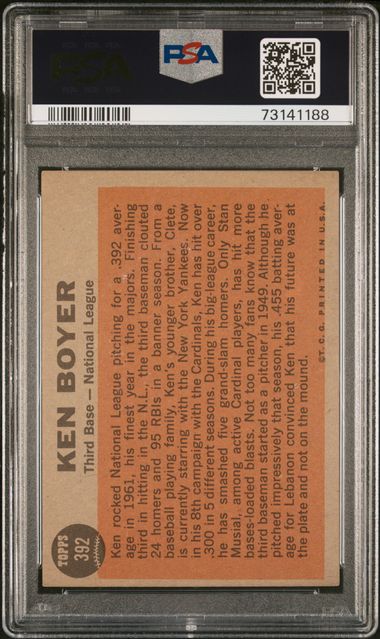 PSA
PSA
73141188
TOPPS
392
KEN BOYER
Third Base — National League
Ken rocked National League pitching for a .392 aver-
age in 1961, his finest year in the majors. Finishing
third in hitting in the N.L., the third baseman clouted
24 homers and 95 RBIs in a banner season. From a
baseball playing family, Ken's younger brother, Clete,
is currently starring with the New York Yankees. Now
in his 8th campaign with the Cardinals, Ken has hit over
.300 in 5 different seasons. During his big-league career,
he has smashed five grand-slam homers. Only Stan
Musial, among active Cardinal players, has hit more
bases-loaded blasts. Not too many fans know that the
third baseman started as a pitcher in 1949. Although he
pitched impressively that season, his .455 batting aver-
age for Lebanon convinced Ken that his future was at
the plate and not on the mound.
©T.C.G. PRINTED IN U.S.A.